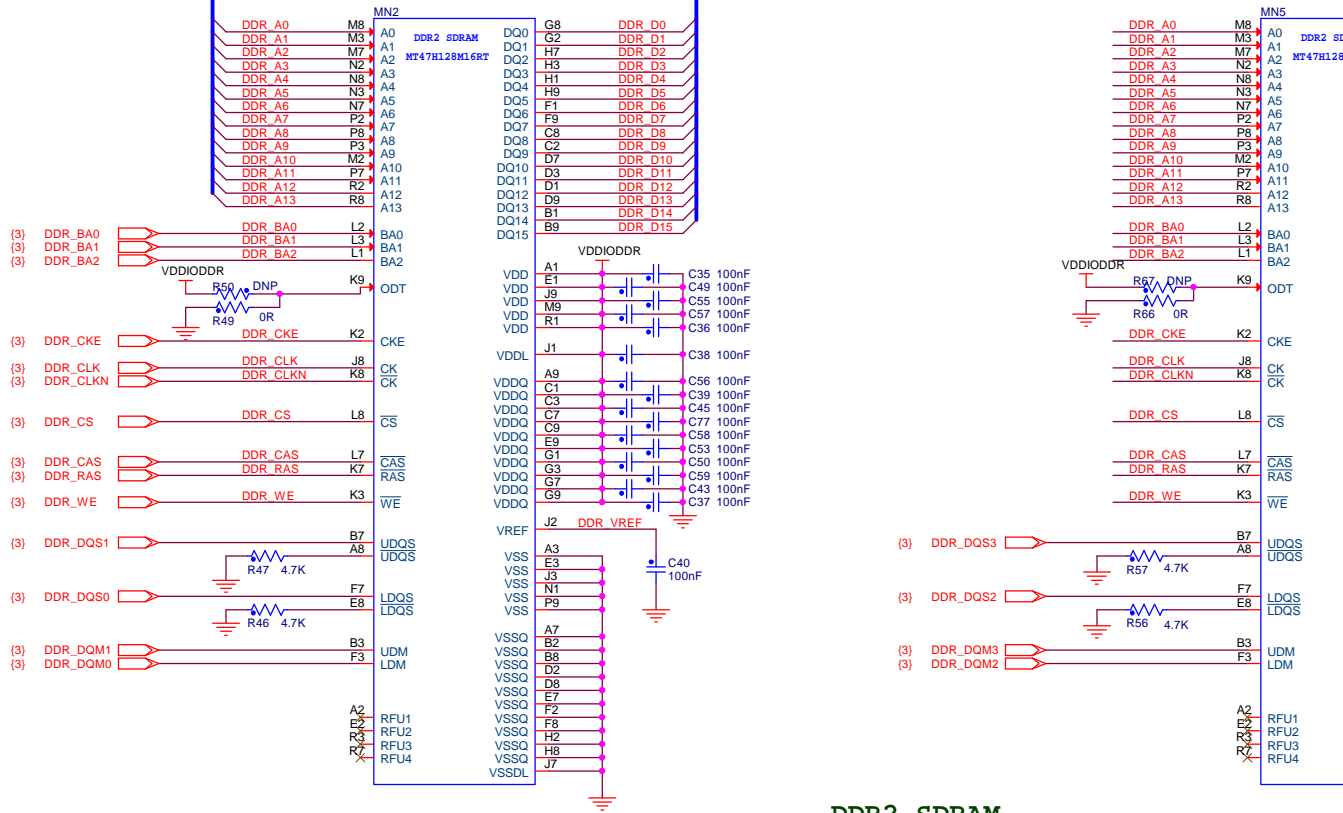 MN2
DDR2 SDRAM
MT47H128M16RT
DDR_A0 M8 A0 DQ0 G8 DDR_D0
DDR_A1 M3 A1 DQ1 G2 DDR_D1
DDR_A2 M7 A2 DQ2 H7 DDR_D2
DDR_A3 N2 A3 DQ3 H3 DDR_D3
DDR_A4 N8 A4 DQ4 H1 DDR_D4
DDR_A5 N3 A5 DQ5 H9 DDR_D5
DDR_A6 N7 A6 DQ6 F1 DDR_D6
DDR_A7 P2 A7 DQ7 F9 DDR_D7
DDR_A8 P8 A8 DQ8 C8 DDR_D8
DDR_A9 P3 A9 DQ9 C2 DDR_D9
DDR_A10 M2 A10 DQ10 D7 DDR_D10
DDR_A11 P7 A11 DQ11 D3 DDR_D11
DDR_A12 R2 A12 DQ12 D1 DDR_D12
DDR_A13 R8 A13 DQ13 D9 DDR_D13
DQ14 B1 DDR_D14
DQ15 B9 DDR_D15
{3} DDR_BA0 DDR_BA0 L2 BA0
{3} DDR_BA1 DDR_BA1 L3 BA1
{3} DDR_BA2 DDR_BA2 L1 BA2
VDDIODDR
R50 DNP K9 ODT
R49 0R
{3} DDR_CKE DDR_CKE K2 CKE
{3} DDR_CLK DDR_CLK J8 CK
{3} DDR_CLKN DDR_CLKN K8 CK
{3} DDR_CS DDR_CS L8 CS
{3} DDR_CAS DDR_CAS L7 CAS
{3} DDR_RAS DDR_RAS K7 RAS
{3} DDR_WE DDR_WE K3 WE
{3} DDR_DQS1 B7 UDQS
A8 UDQS
R47 4.7K
{3} DDR_DQS0 F7 LDQS
E8 LDQS
R46 4.7K
{3} DDR_DQM1 B3 UDM
{3} DDR_DQM0 F3 LDM
A2 RFU1
E2 RFU2
R3 RFU3
R7 RFU4
VDDIODDR
VDD A1 C35 100nF
VDD E1 C49 100nF
VDD J9 C55 100nF
VDD M9 C57 100nF
VDD R1 C36 100nF
VDDL J1 C38 100nF
VDDQ A9 C56 100nF
VDDQ C1 C39 100nF
VDDQ C3 C45 100nF
VDDQ C7 C77 100nF
VDDQ C9 C58 100nF
VDDQ E9 C53 100nF
VDDQ G1 C50 100nF
VDDQ G3 C59 100nF
VDDQ G7 C43 100nF
VDDQ G9 C37 100nF
VREF J2 DDR_VREF
C40
100nF
VSS A3
VSS E3
VSS J3
VSS N1
VSS P9
VSSQ A7
VSSQ B2
VSSQ B8
VSSQ D2
VSSQ D8
VSSQ E7
VSSQ F2
VSSQ F8
VSSQ H2
VSSQ H8
VSSDL J7
MN5
DDR2 SD
MT47H128
DDR_A0 M8 A0
DDR_A1 M3 A1
DDR_A2 M7 A2
DDR_A3 N2 A3
DDR_A4 N8 A4
DDR_A5 N3 A5
DDR_A6 N7 A6
DDR_A7 P2 A7
DDR_A8 P8 A8
DDR_A9 P3 A9
DDR_A10 M2 A10
DDR_A11 P7 A11
DDR_A12 R2 A12
DDR_A13 R8 A13
DDR_BA0 L2 BA0
DDR_BA1 L3 BA1
DDR_BA2 L1 BA2
VDDIODDR
R67 DNP K9 ODT
R66 0R
DDR_CKE K2 CKE
DDR_CLK J8 CK
DDR_CLKN K8 CK
DDR_CS L8 CS
DDR_CAS L7 CAS
DDR_RAS K7 RAS
DDR_WE K3 WE
{3} DDR_DQS3 B7 UDQS
A8 UDQS
R57 4.7K
{3} DDR_DQS2 F7 LDQS
E8 LDQS
R56 4.7K
{3} DDR_DQM3 B3 UDM
{3} DDR_DQM2 F3 LDM
A2 RFU1
E2 RFU2
R3 RFU3
R7 RFU4
DDR2 SDRAM